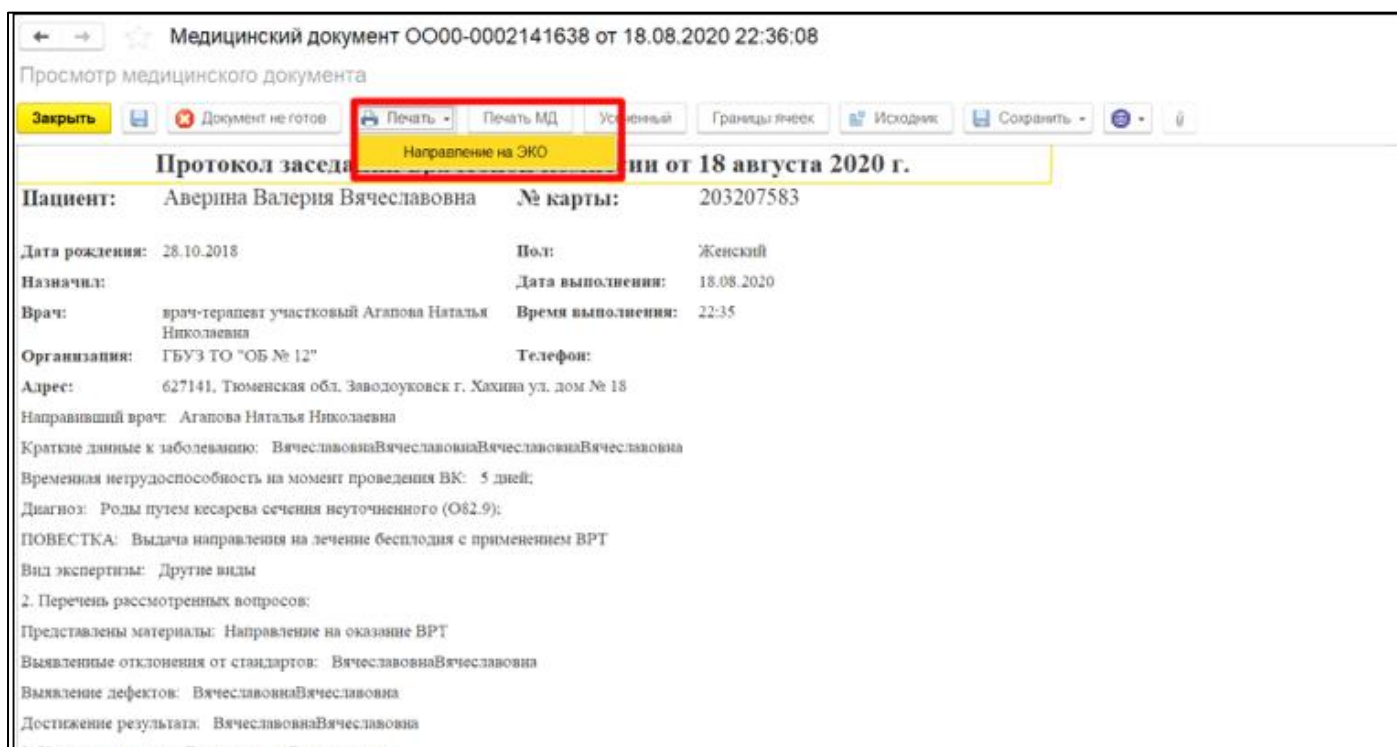 Медицинский документ ОО00-0002141638 от 18.08.2020 22:36:08
Просмотр медицинского документа
Закрыть Документ не готов Печать Печать МД Границы ячеек Исходник Сохранить
Направление на ЭКО
Протокол засед от 18 августа 2020 г.
Пациент: Аверина Валерия Вячеславовна № карты: 203207583
Дата рождения: 28.10.2018 Пол: Женский
Назначил: Дата выполнения: 18.08.2020
Врач: врач-терапевт участковый Агапова Наталья Время выполнения: 22:35
Николаевна
Организация: ГБУЗ ТО "ОБ № 12" Телефон:
Адрес: 627141, Тюменская обл, Заводоуковск г, Хахина ул, дом № 18
Направивший врач: Агапова Наталья Николаевна
Краткие данные к заболеванию: ВячеславовнаВячеславовнаВячеславовнаВячеславовна
Временная нетрудоспособность на момент проведения ВК: 5 дней;
Диагноз: Роды путем кесарева сечения неуточненного (O82.9);
ПОВЕСТКА: Выдача направления на лечение бесплодия с применением ВРТ
Вид экспертизы: Другие виды
2. Перечень рассмотренных вопросов:
Представлены материалы: Направление на оказание ВРТ
Выявленные отклонения от стандартов: ВячеславовнаВячеславовна
Выявление дефектов: ВячеславовнаВячеславовна
Достижение результата: ВячеславовнаВячеславовна